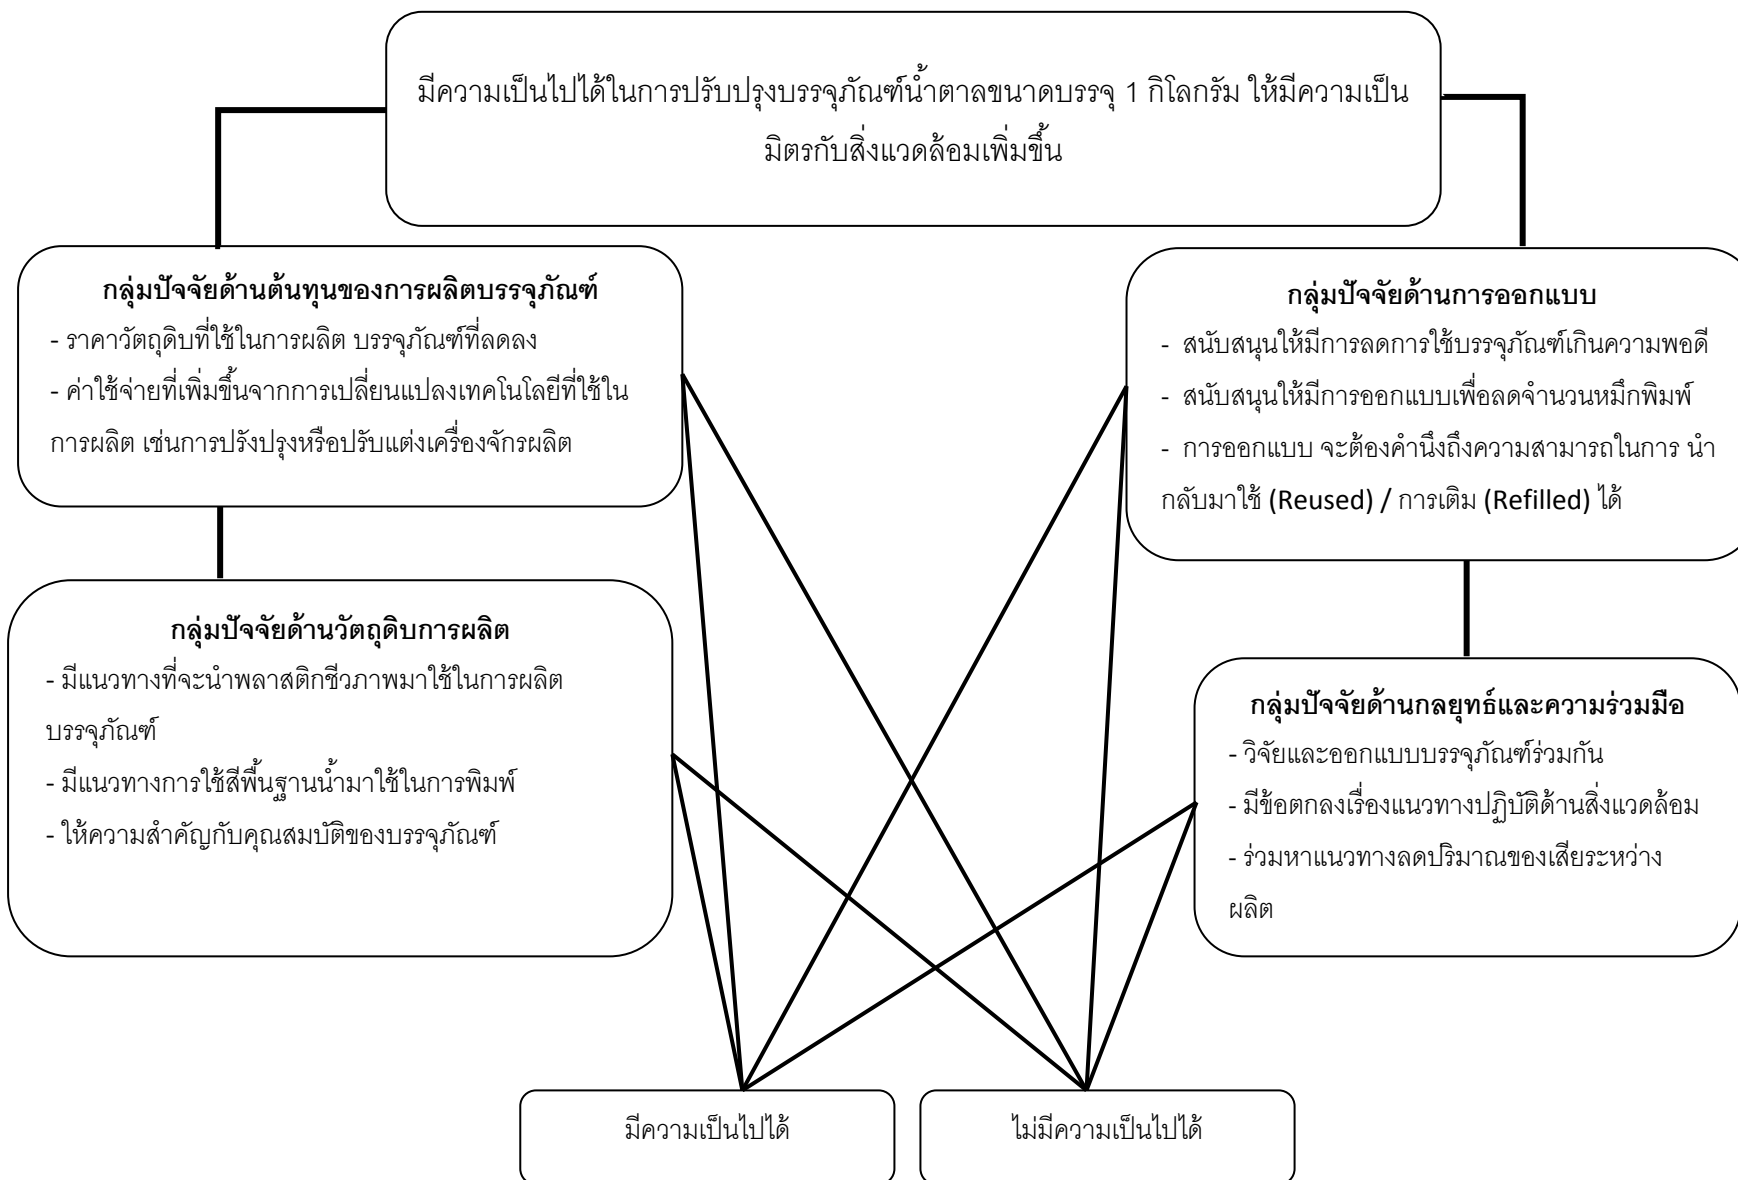 มีความเป็นไปได้ในการปรับปรุงบรรจุภัณฑ์น้ำตาลขนาดบรรจุ 1 กิโลกรัม ให้มีความเป็น
มิตรกับสิ่งแวดล้อมเพิ่มขึ้น
กลุ่มปัจจัยด้านต้นทุนของการผลิตบรรจุภัณฑ์
- ราคาวัตถุดิบที่ใช้ในการผลิต บรรจุภัณฑ์ที่ลดลง
- ค่าใช้จ่ายที่เพิ่มขึ้นจากการเปลี่ยนแปลงเทคโนโลยีที่ใช้ใน
การผลิต เช่นการปรังปรุงหรือปรับแต่งเครื่องจักรผลิต
กลุ่มปัจจัยด้านการออกแบบ
- สนับสนุนให้มีการลดการใช้บรรจุภัณฑ์เกินความพอดี
- สนับสนุนให้มีการออกแบบเพื่อลดจำนวนหมึกพิมพ์
- การออกแบบ จะต้องคำนึงถึงความสามารถในการ นำ
กลับมาใช้ (Reused) / การเติม (Refilled) ได้
กลุ่มปัจจัยด้านวัตถุดิบการผลิต
- มีแนวทางที่จะนำพลาสติกชีวภาพมาใช้ในการผลิต
บรรจุภัณฑ์
- มีแนวทางการใช้สีพื้นฐานน้ำมาใช้ในการพิมพ์
- ให้ความสำคัญกับคุณสมบัติของบรรจุภัณฑ์
กลุ่มปัจจัยด้านกลยุทธ์และความร่วมมือ
- วิจัยและออกแบบบรรจุภัณฑ์ร่วมกัน
- มีข้อตกลงเรื่องแนวทางปฏิบัติด้านสิ่งแวดล้อม
- ร่วมหาแนวทางลดปริมาณของเสียระหว่าง
ผลิต
มีความเป็นไปได้
ไม่มีความเป็นไปได้